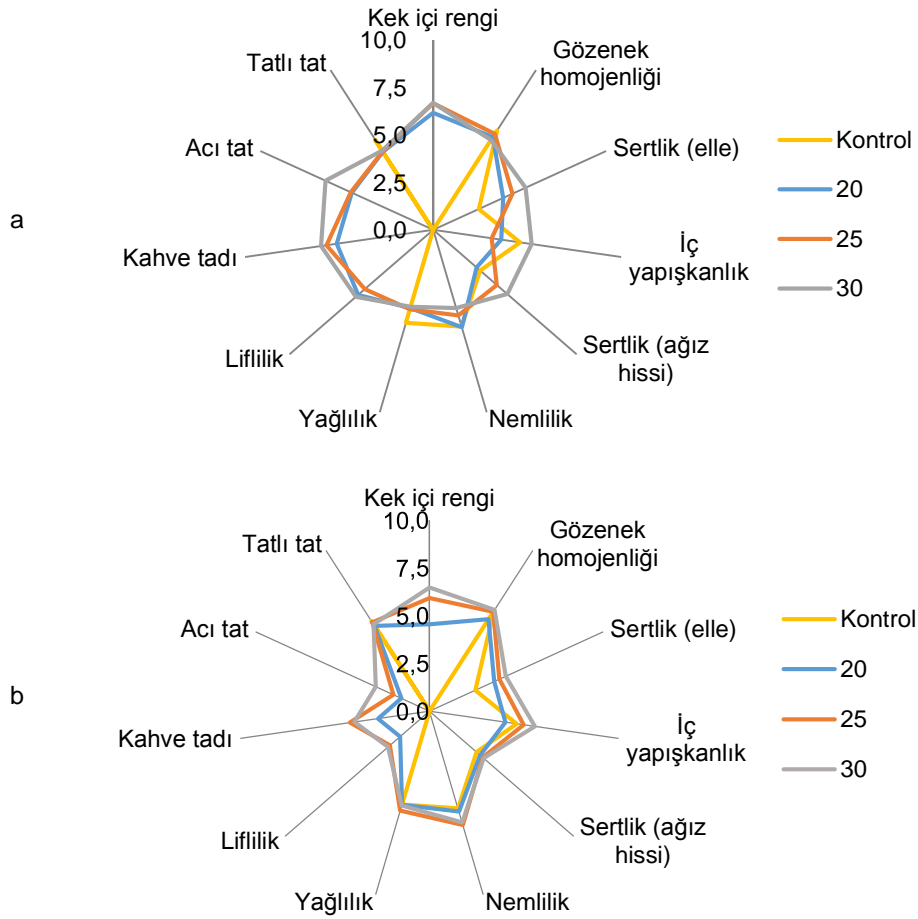 a
Kek içi rengi
Gözenek
homojenliği
Sertlik (elle)
İç
yapışkanlık
Sertlik (ağız
hissi)
Nemlilik
Yağlılık
Liflilik
Kahve tadı
Acı tat
Tatlı tat
10,0
7,5
5,0
2,5
0,0
Kontrol
20
25
30
b
Kek içi rengi
Gözenek
homojenliği
Sertlik (elle)
İç
yapışkanlık
Sertlik (ağız
hissi)
Nemlilik
Yağlılık
Liflilik
Kahve tadı
Acı tat
Tatlı tat
10,0
7,5
5,0
2,5
0,0
Kontrol
20
25
30